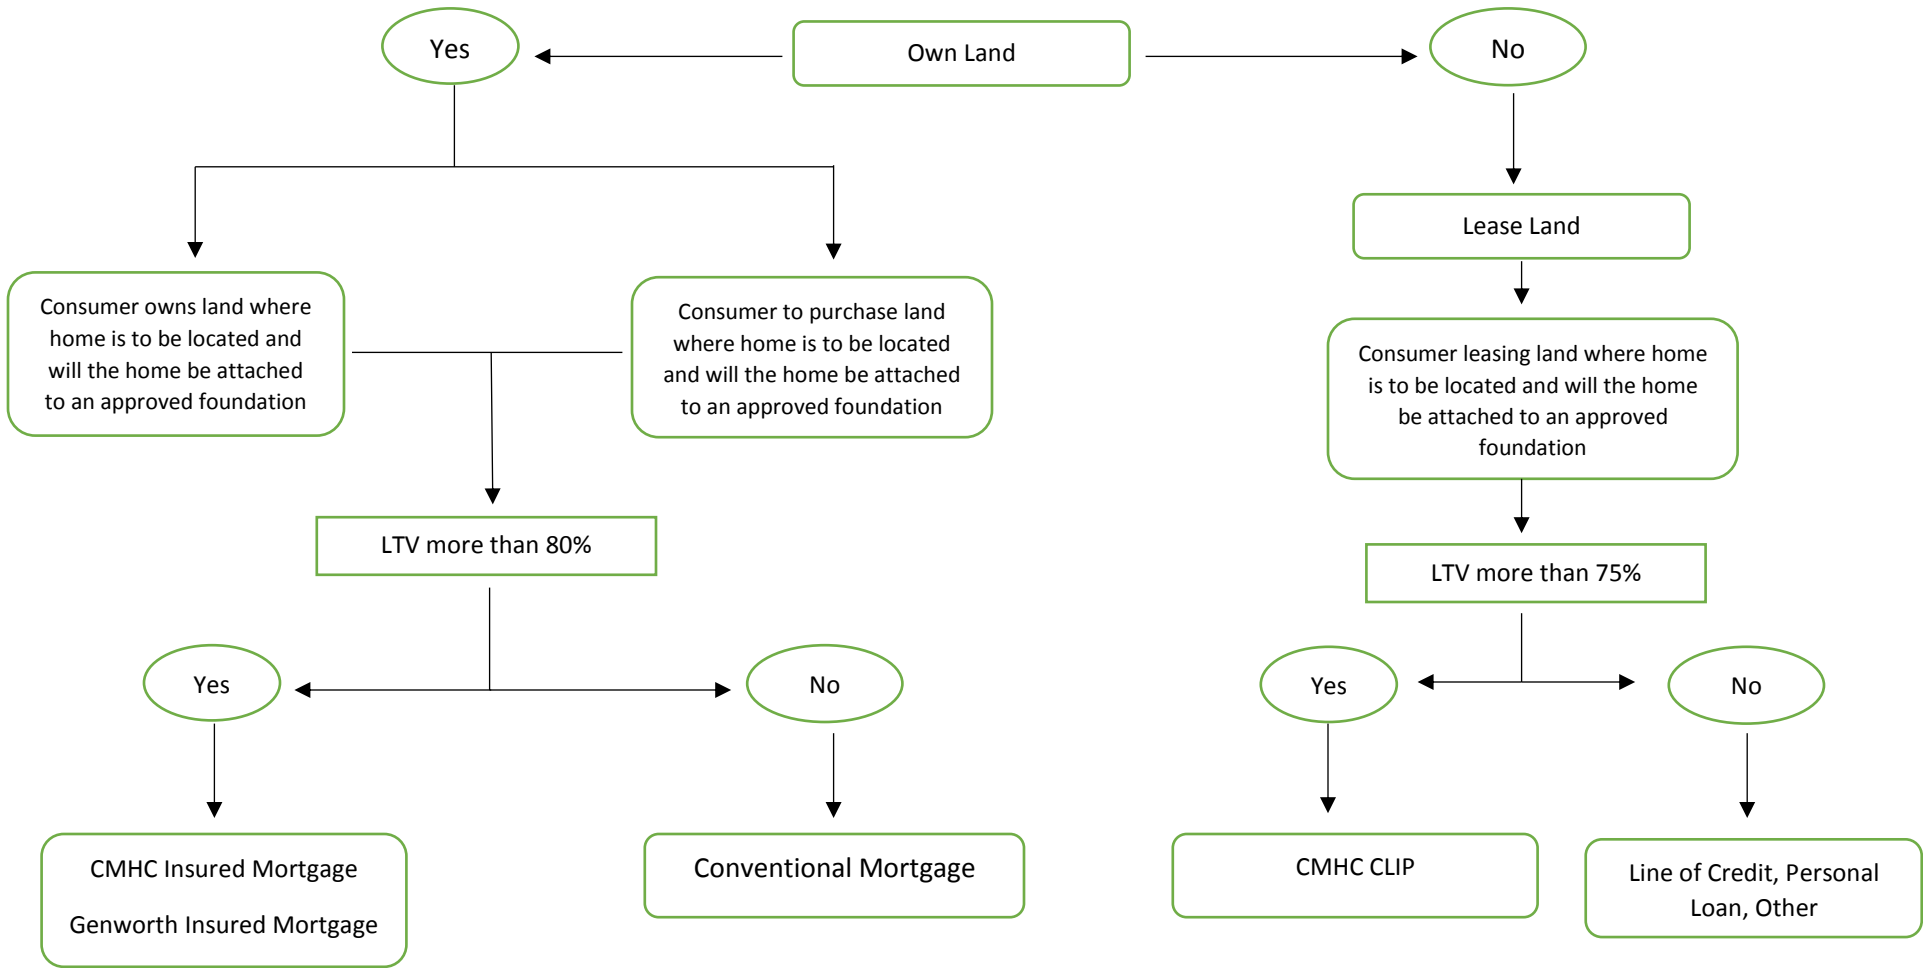 Yes
Own Land
No
Lease Land
Consumer owns land where
home is to be located and
will the home be attached
to an approved foundation
Consumer to purchase land
where home is to be located
and will the home be attached
to an approved foundation
Consumer leasing land where home
is to be located and will the home
be attached to an approved
foundation
LTV more than 80%
LTV more than 75%
Yes
No
Yes
No
CMHC Insured Mortgage
Genworth Insured Mortgage
Conventional Mortgage
CMHC CLIP
Line of Credit, Personal
Loan, Other